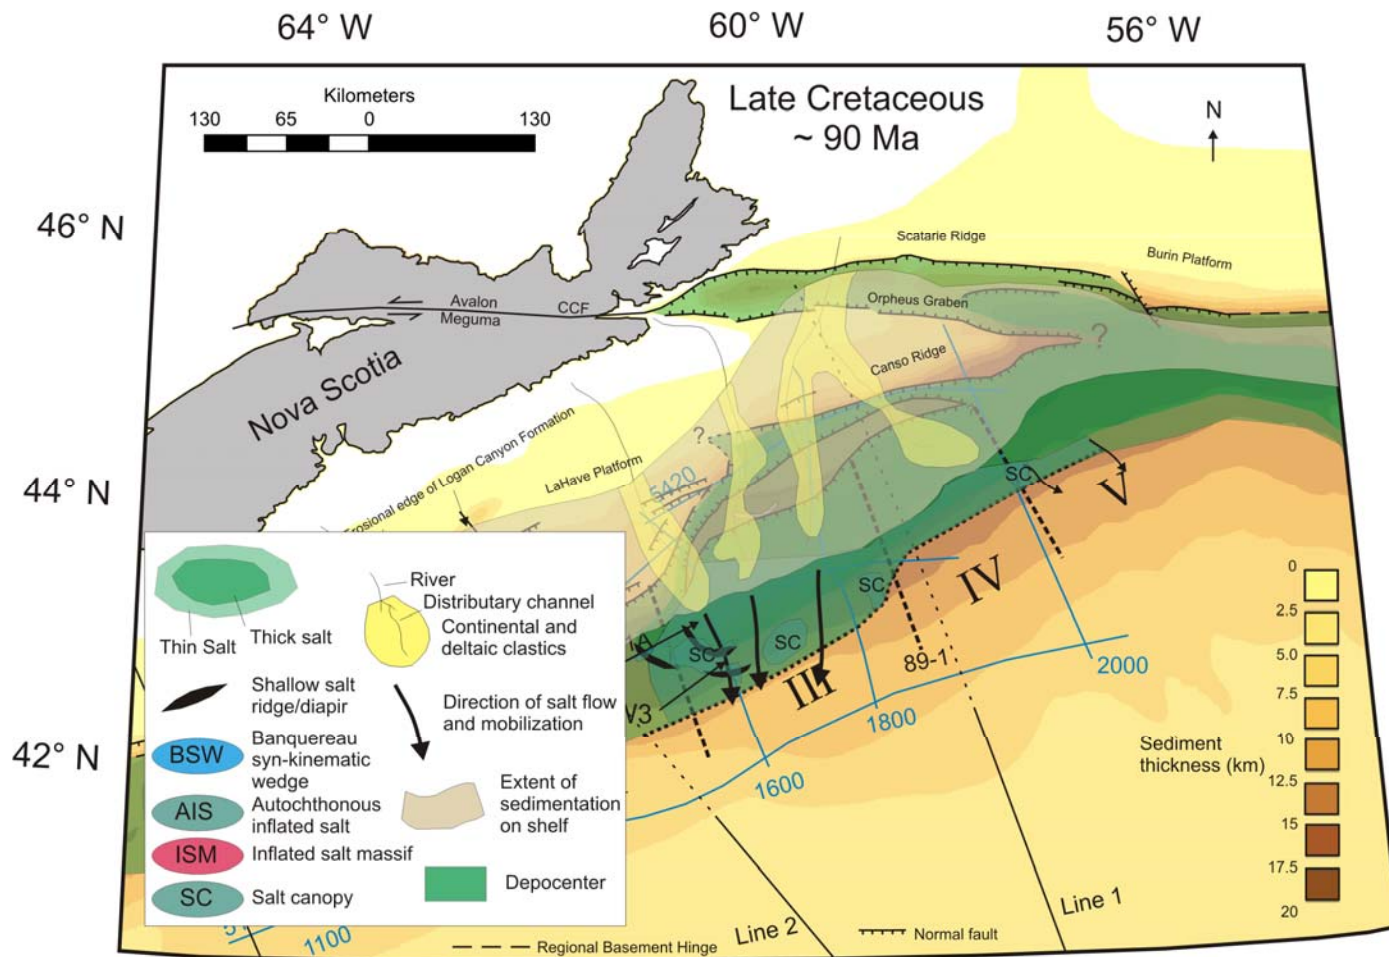 64° W
60° W
56° W
Kilometers
130 65 0 130
Late Cretaceous
~ 90 Ma
N
46° N
44° N
42° N
Scatarie Ridge
Burin Platform
Avalon
CCF
Meguma
Orpheus Graben
Nova Scotia
Canso Ridge
?
?
rosional edge of Logan Canyon Formation
LaHave Platform
5420
SC
V
IV
SC
SC
SC
III
V3
89-1
2000
1800
1600
River
Distributary channel
Continental and
deltaic clastics
Thin Salt
Thick salt
Shallow salt
ridge/diapir
Direction of salt flow
and mobilization
BSW
Banquereau
syn-kinematic
wedge
AIS
Autochthonous
inflated salt
Extent of
sedimentation
on shelf
ISM
Inflated salt massif
SC
Salt canopy
Depocenter
Sediment
thickness (km)
0
2.5
5.0
7.5
10
12.5
15
17.5
20
1100
Line 2
Line 1
Regional Basement Hinge
Normal fault